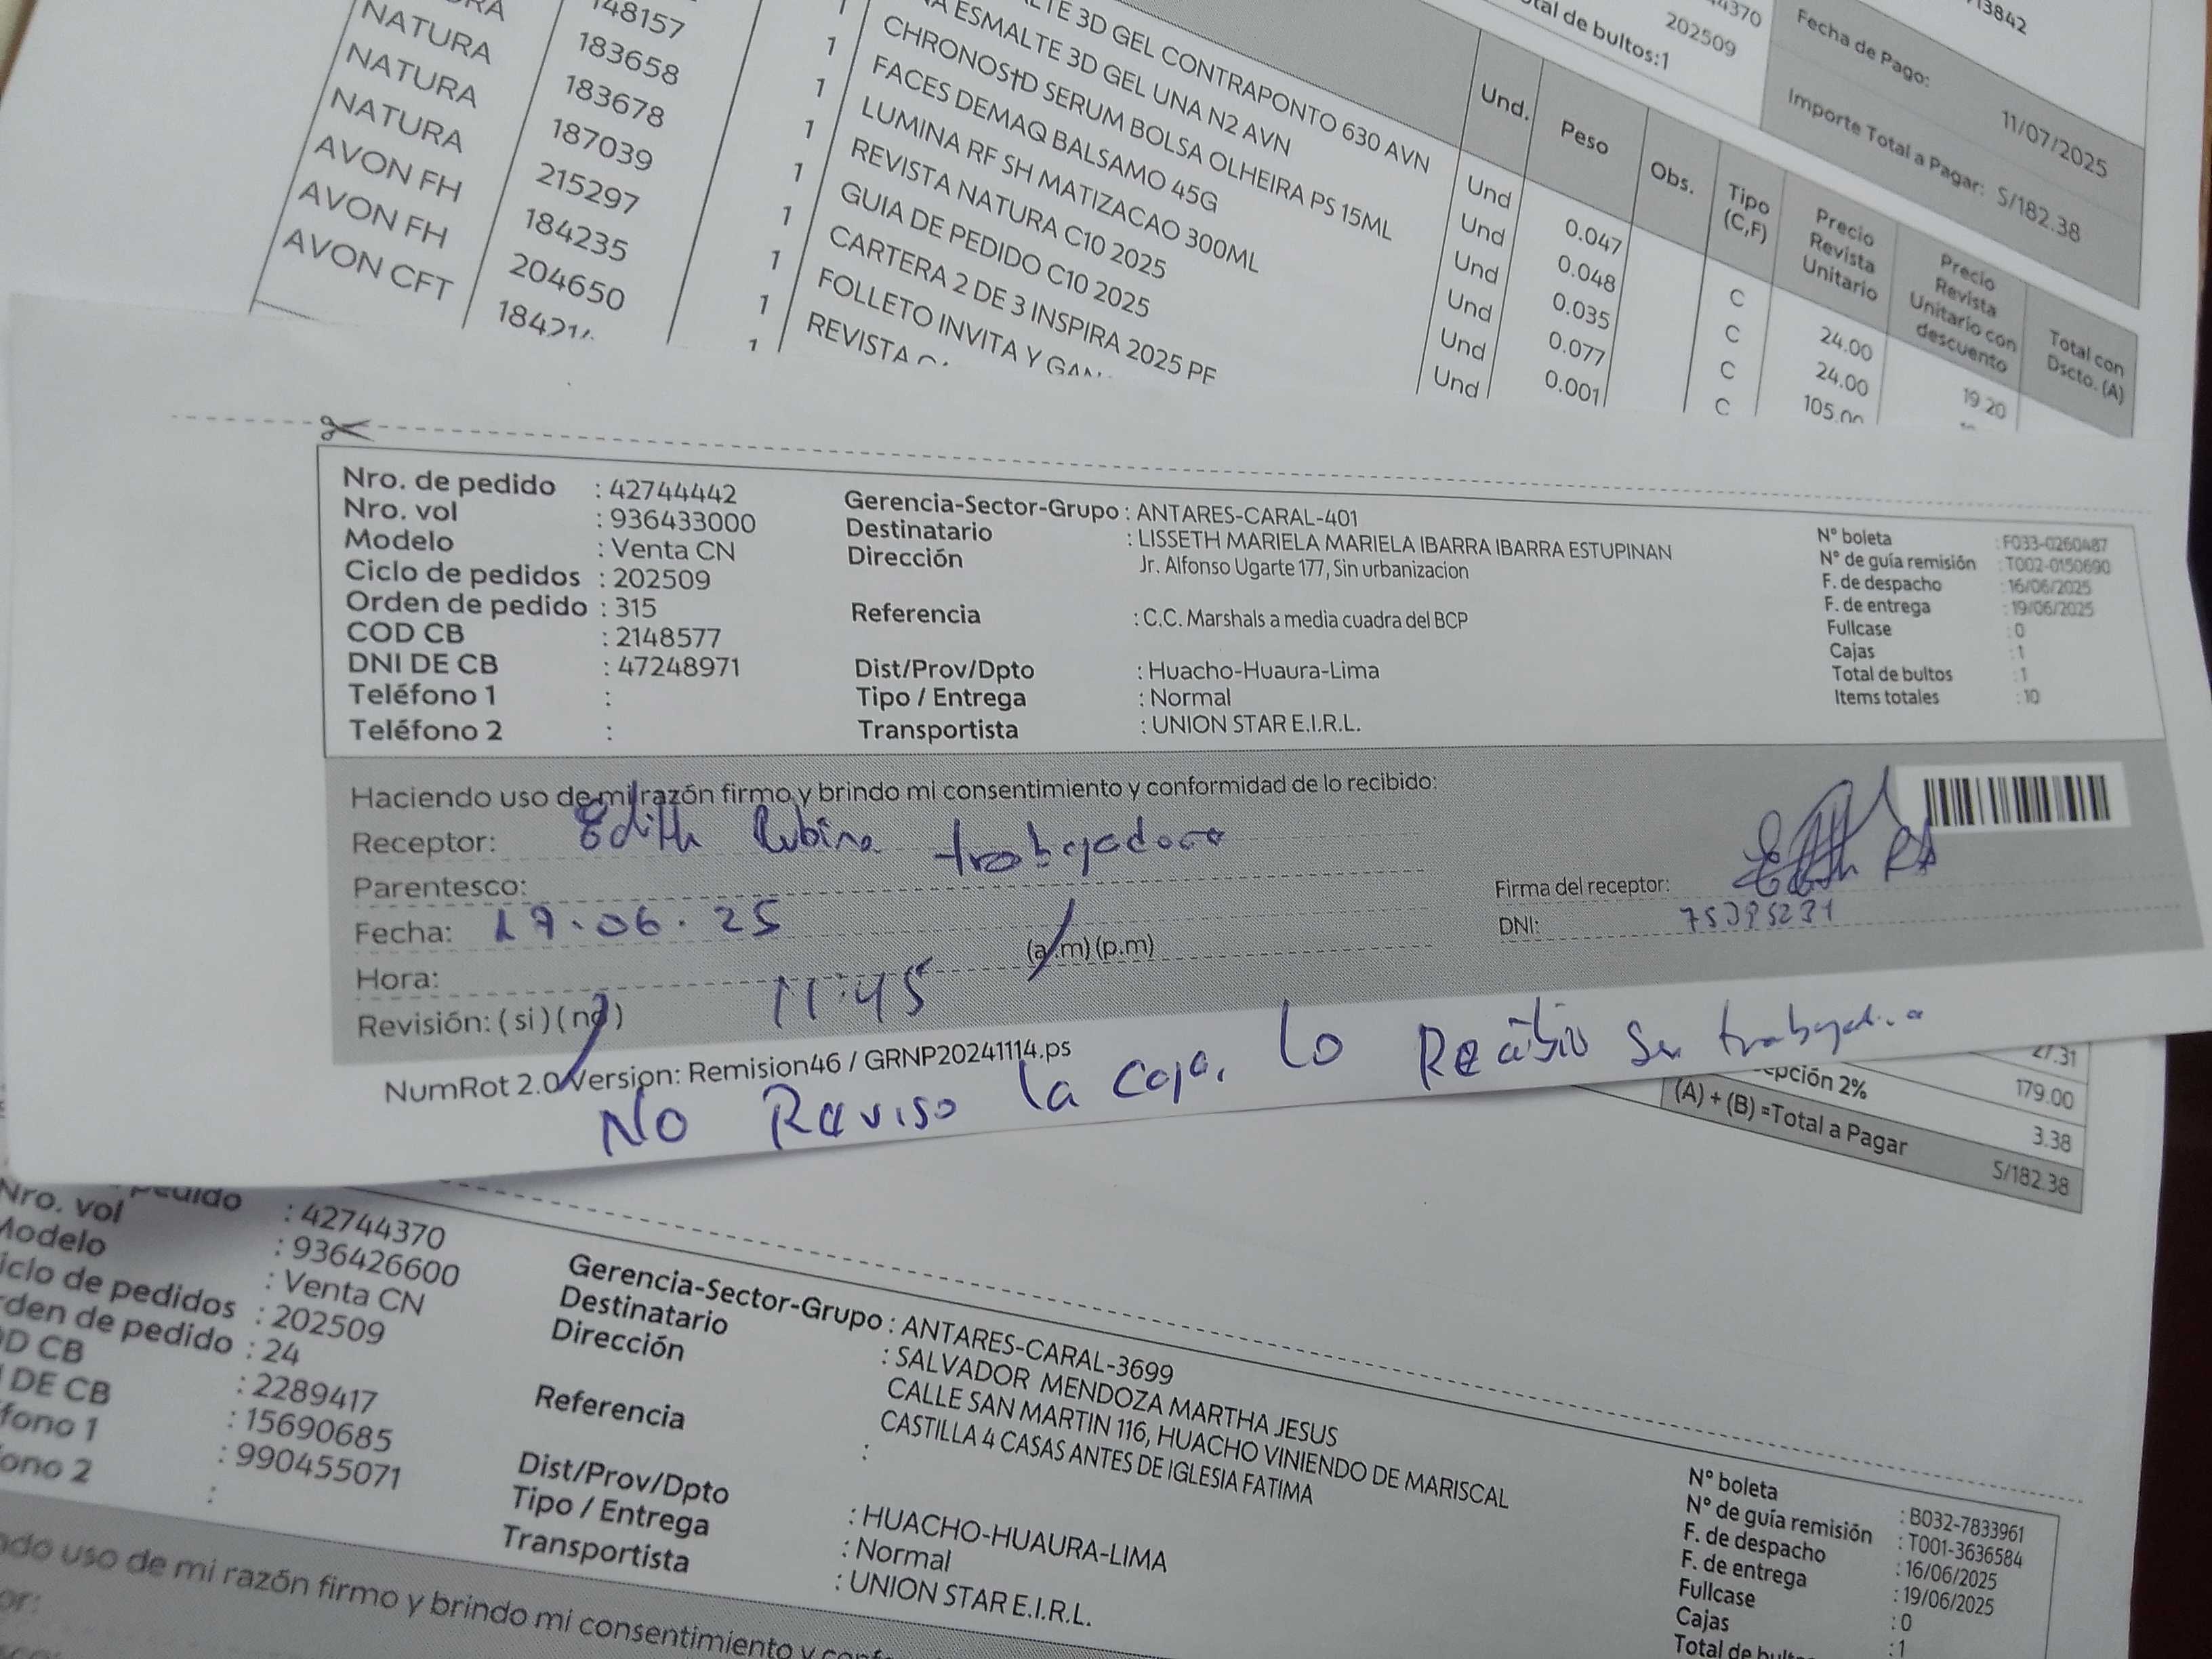 NATURA 148157 1
NATURA 183658 1 UNA ESMALTE 3D GEL UNA N2 AVN
NATURA 183678 1 CHRONOS†D SERUM BOLSA OLHEIRA PS 15ML
NATURA 187039 1 FACES DEMAQ BALSAMO 45G
AVON FH 215297 1 LUMINA RF SH MATIZACAO 300ML
AVON FH 184235 1 REVISTA NATURA C10 2025
AVON CFT 204650 1 GUIA DE PEDIDO C10 2025
1 CARTERA 2 DE 3 INSPIRA 2025 PF
1 FOLLETO INVITA Y
REVISTA
3D GEL CONTRAPONTO 630 AVN
Und. Peso Obs. Tipo (C,F) Precio Revista Unitario Precio Revista Unitario con descuento Total con Dscto. (A)
Und 0.047 C 24.00 19.20
Und 0.048 C 24.00
Und 0.035 C
Und 0.077 C
Und 0.001
Und
de bultos:1
202509
Fecha de Pago: 11/07/2025
Importe Total a Pagar: S/182.38
Nro. de pedido : 42744442
Nro. vol : 936433000
Modelo : Venta CN
Ciclo de pedidos : 202509
Orden de pedido : 315
COD CB : 2148577
DNI DE CB : 47248971
Teléfono 1 :
Teléfono 2 :
Gerencia-Sector-Grupo : ANTARES-CARAL-401
Destinatario : LISSETH MARIELA MARIELA IBARRA IBARRA ESTUPINAN
Dirección Jr. Alfonso Ugarte 177, Sin urbanizacion
Referencia : C.C. Marshals a media cuadra del BCP
Dist/Prov/Dpto : Huacho-Huaura-Lima
Tipo / Entrega : Normal
Transportista : UNION STAR E.I.R.L.
N° boleta : F033-0260487
N° de guía remisión : T002-0150690
F. de despacho : 16/06/2025
F. de entrega : 19/06/2025
Fullcase : 0
Cajas : 1
Total de bultos : 1
Items totales : 10
Haciendo uso de mi razón firmo y brindo mi consentimiento y conformidad de lo recibido:
Receptor: Edith Rubina trabajadora
Parentesco:
Fecha: 19.06.25
Hora: 11:45 (a.m) (p.m)
Revisión: ( si ) ( no )
Firma del receptor:
DNI: 75395231
NumRot 2.0 Version: Remision46 / GRNP20241114.ps
No Reviso la caja. lo Recibio Su trabajadora
27.31
179.00
3.38
(A) + (B) =Total a Pagar S/182.38
: 42744370
Nro. vol : 936426600
Modelo : Venta CN
: 202509
: 24
: 2289417
DE CB : 15690685
: 990455071
:
Gerencia-Sector-Grupo : ANTARES-CARAL-3699
Destinatario : SALVADOR MENDOZA MARTHA JESUS
Dirección CALLE SAN MARTIN 116, HUACHO VINIENDO DE MARISCAL
CASTILLA 4 CASAS ANTES DE IGLESIA FATIMA
Referencia :
Dist/Prov/Dpto : HUACHO-HUAURA-LIMA
Tipo / Entrega : Normal
Transportista : UNION STAR E.I.R.L.
N° boleta : B032-7833961
N° de guía remisión : T001-3636584
F. de despacho : 16/06/2025
F. de entrega : 19/06/2025
Fullcase : 0
Cajas : 1
Total de
uso de mi razón firmo y brindo mi consentimiento y